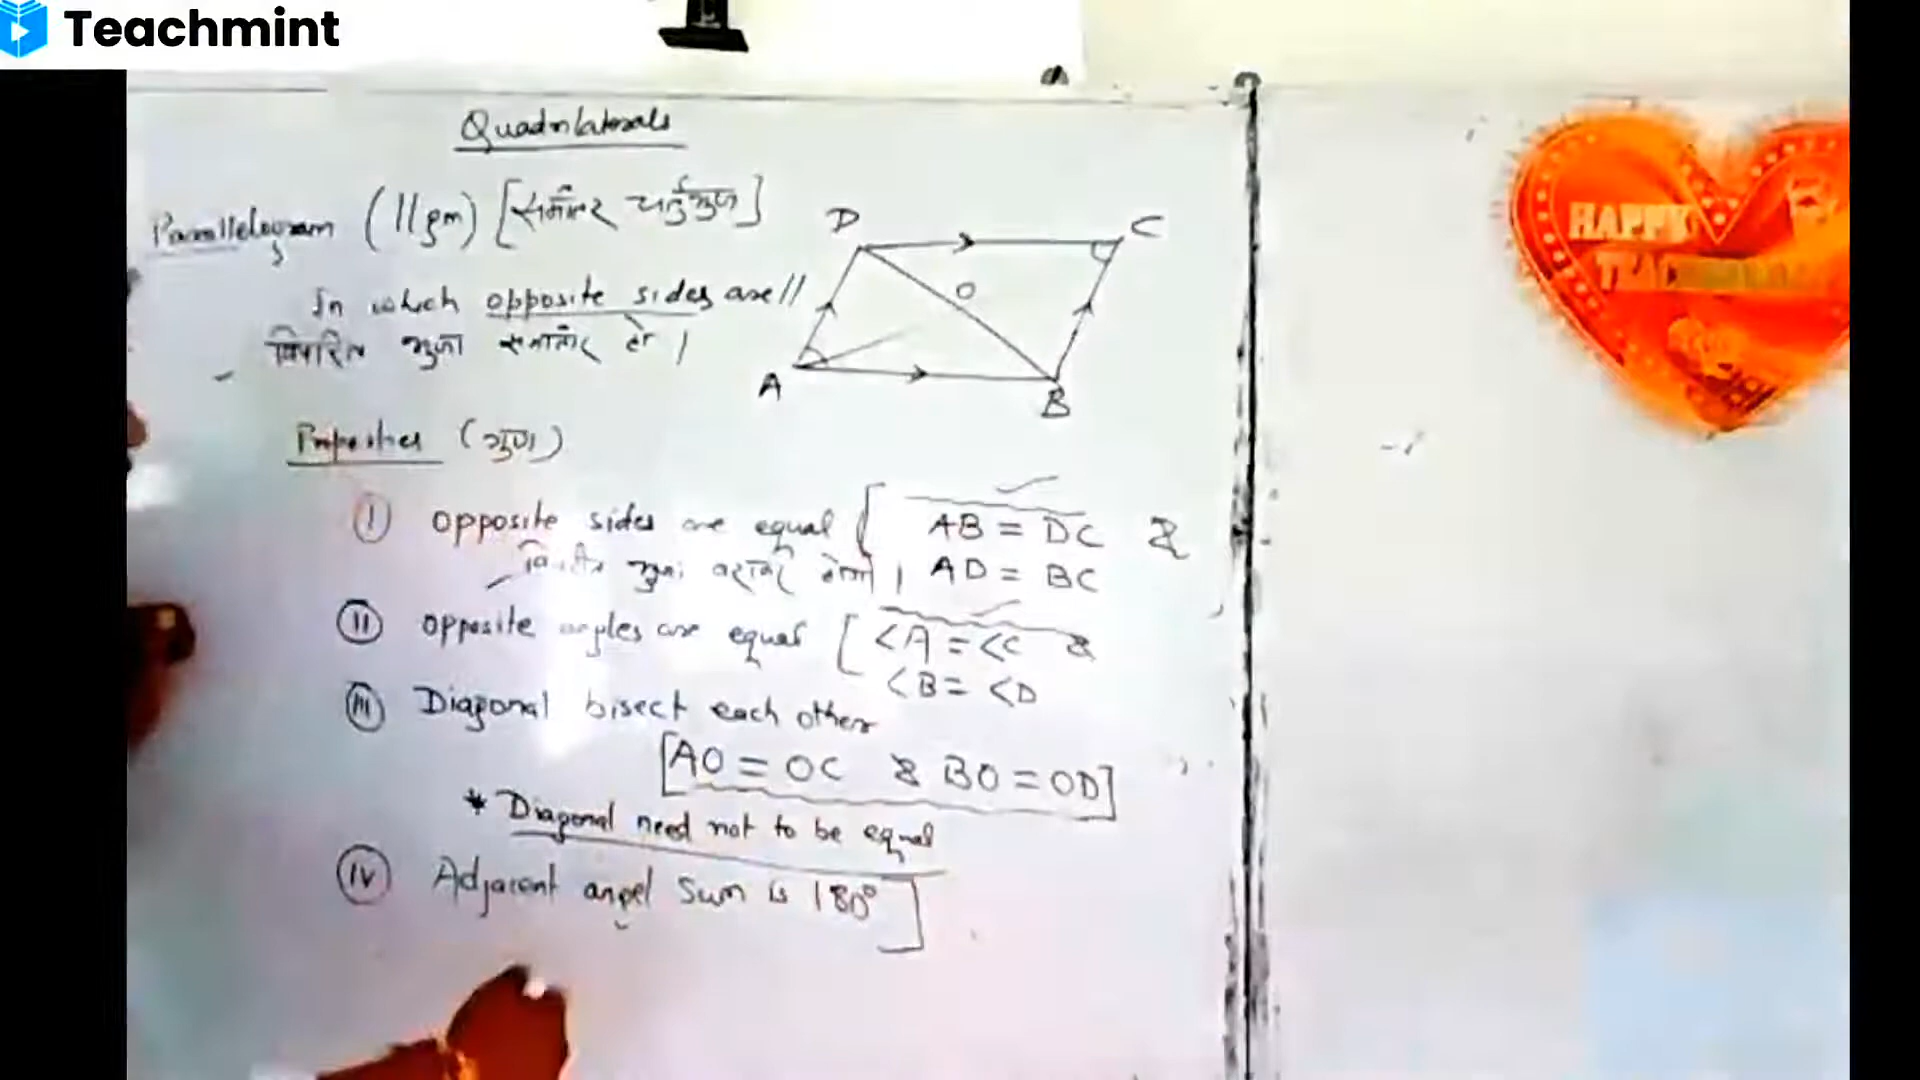 Teachmint
Quadrilaterals
Parallelogram (||gm) [समांतर चतुर्भुज]
In which opposite sides are //
विपरित भुजा समांतर हो।
D C
O
A B
Properties (गुण)
(I) opposite sides are equal [ AB = DC &
भुजा बराबर होगा। AD = BC
(II) opposite angles are equal [ <A = <C &
<B = <D
(III) Diagonal bisect each other
[AO = OC & BO = OD]
* Diagonal need not to be equal
(IV) Adjacent angel sum is 180° ]
HAPPY